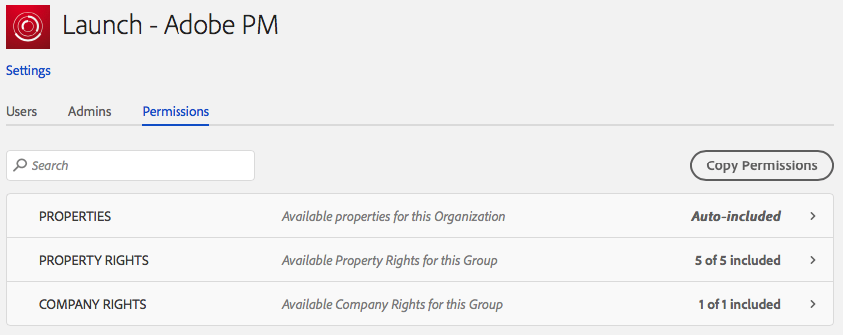 Launch - Adobe PM
Settings
Users Admins Permissions
Search Copy Permissions
PROPERTIES Available properties for this Organization Auto-included
PROPERTY RIGHTS Available Property Rights for this Group 5 of 5 included
COMPANY RIGHTS Available Company Rights for this Group 1 of 1 included